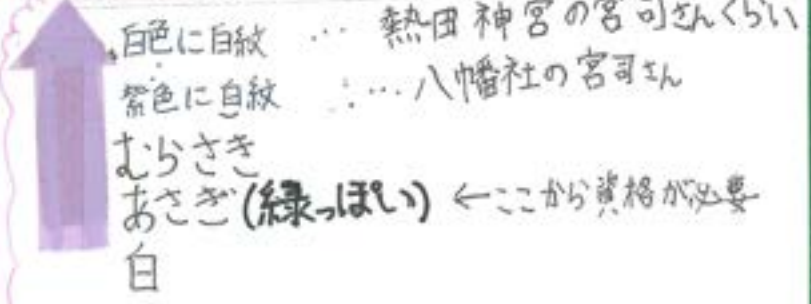 白色に白紋 … 熱田神宮の宮司さんくらい
紫色に白紋 … 八幡社の宮司さん
むらさき
あさぎ(緑っぽい) ←ここから資格が必要
白